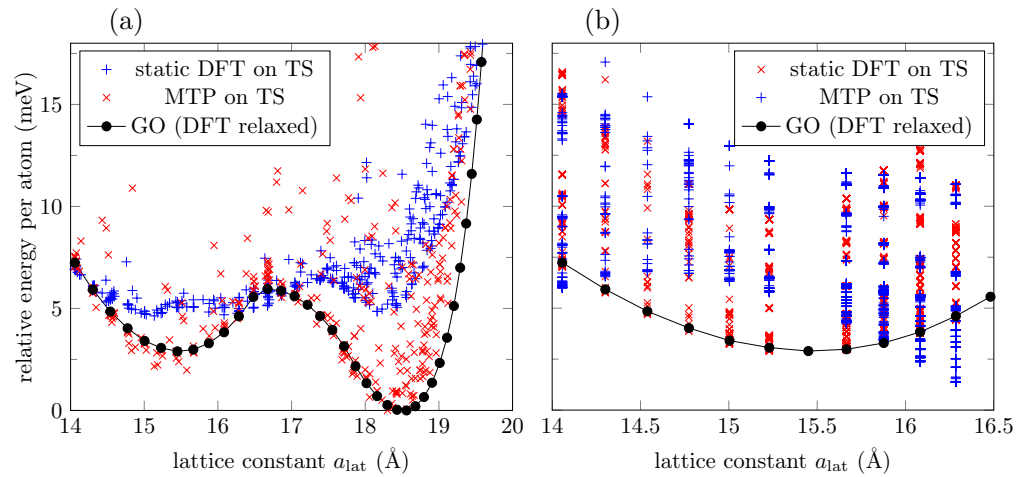 (a)
(b)
static DFT on TS
MTP on TS
GO (DFT relaxed)
static DFT on TS
MTP on TS
GO (DFT relaxed)
relative energy per atom (meV)
15
10
5
0
14 15 16 17 18 19 20
14 14.5 15 15.5 16 16.5
lattice constant a_lat (Å)
lattice constant a_lat (Å)